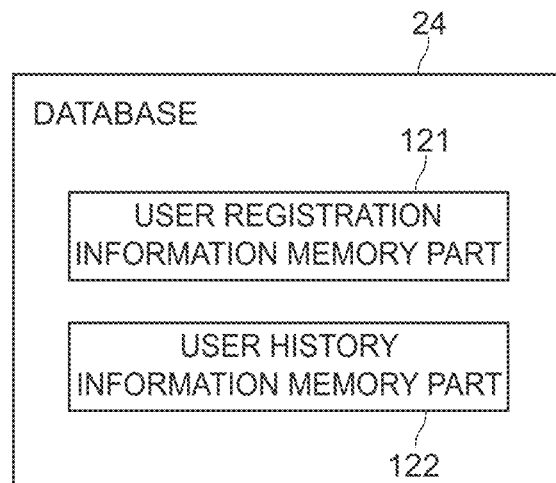 24
DATABASE
121
USER REGISTRATION
INFORMATION MEMORY PART
USER HISTORY
INFORMATION MEMORY PART
122